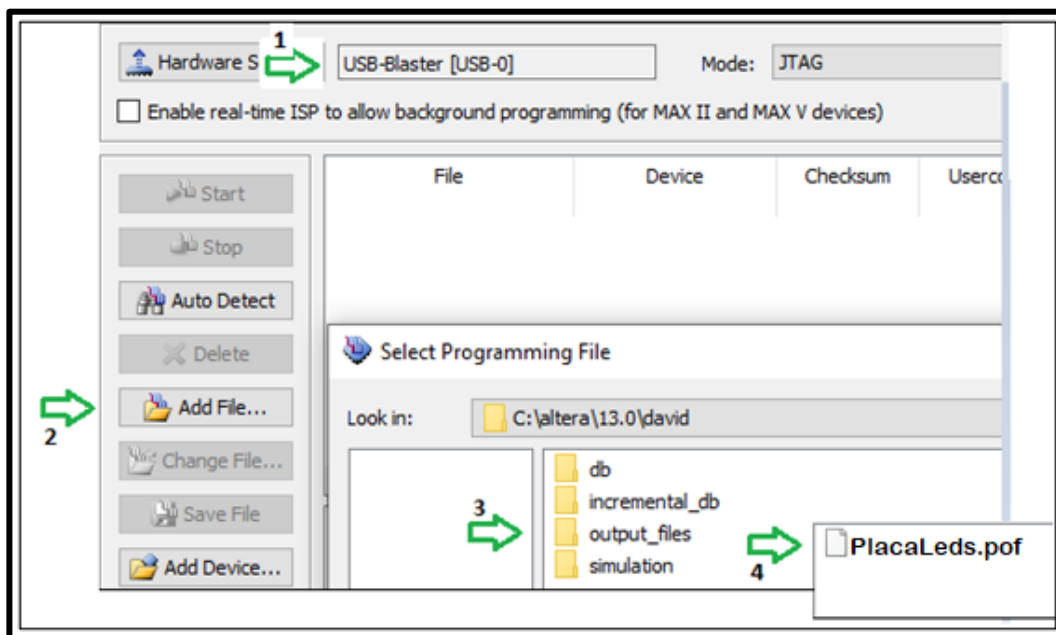 1
Hardware S
USB-Blaster [USB-0]
Mode:
JTAG
Enable real-time ISP to allow background programming (for MAX II and MAX V devices)
File
Device
Checksum
Start
Stop
Auto Detect
Delete
Select Programming File
2
Add File...
Look in:
C:\altera\13.0\david
Change File...
db
incremental_db
3
output_files
simulation
4
PlacaLeds.pof
Save File
Add Device...